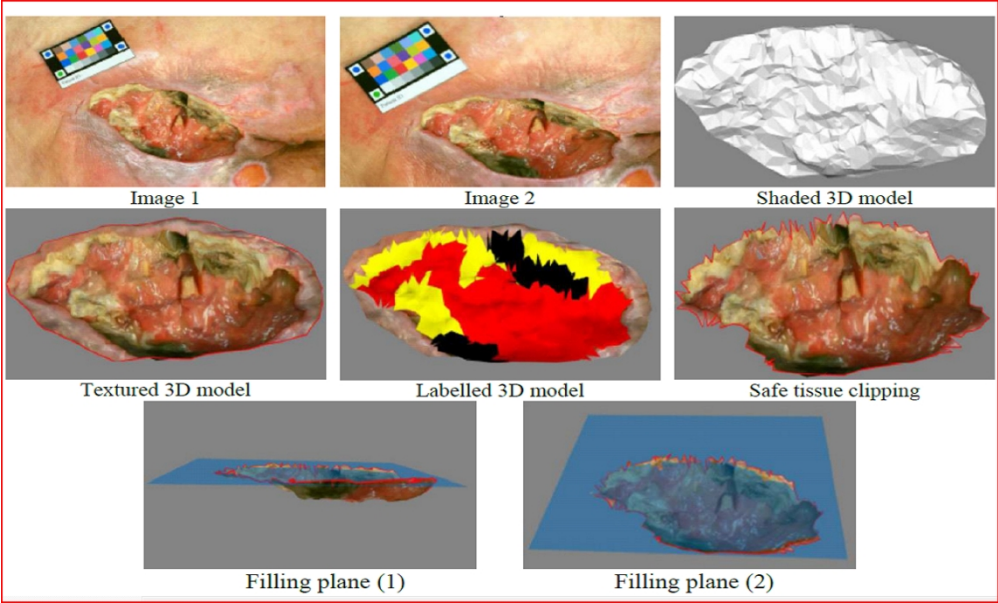 Image 1
Image 2
Shaded 3D model
Textured 3D model
Labelled 3D model
Safe tissue clipping
Filling plane (1)
Filling plane (2)